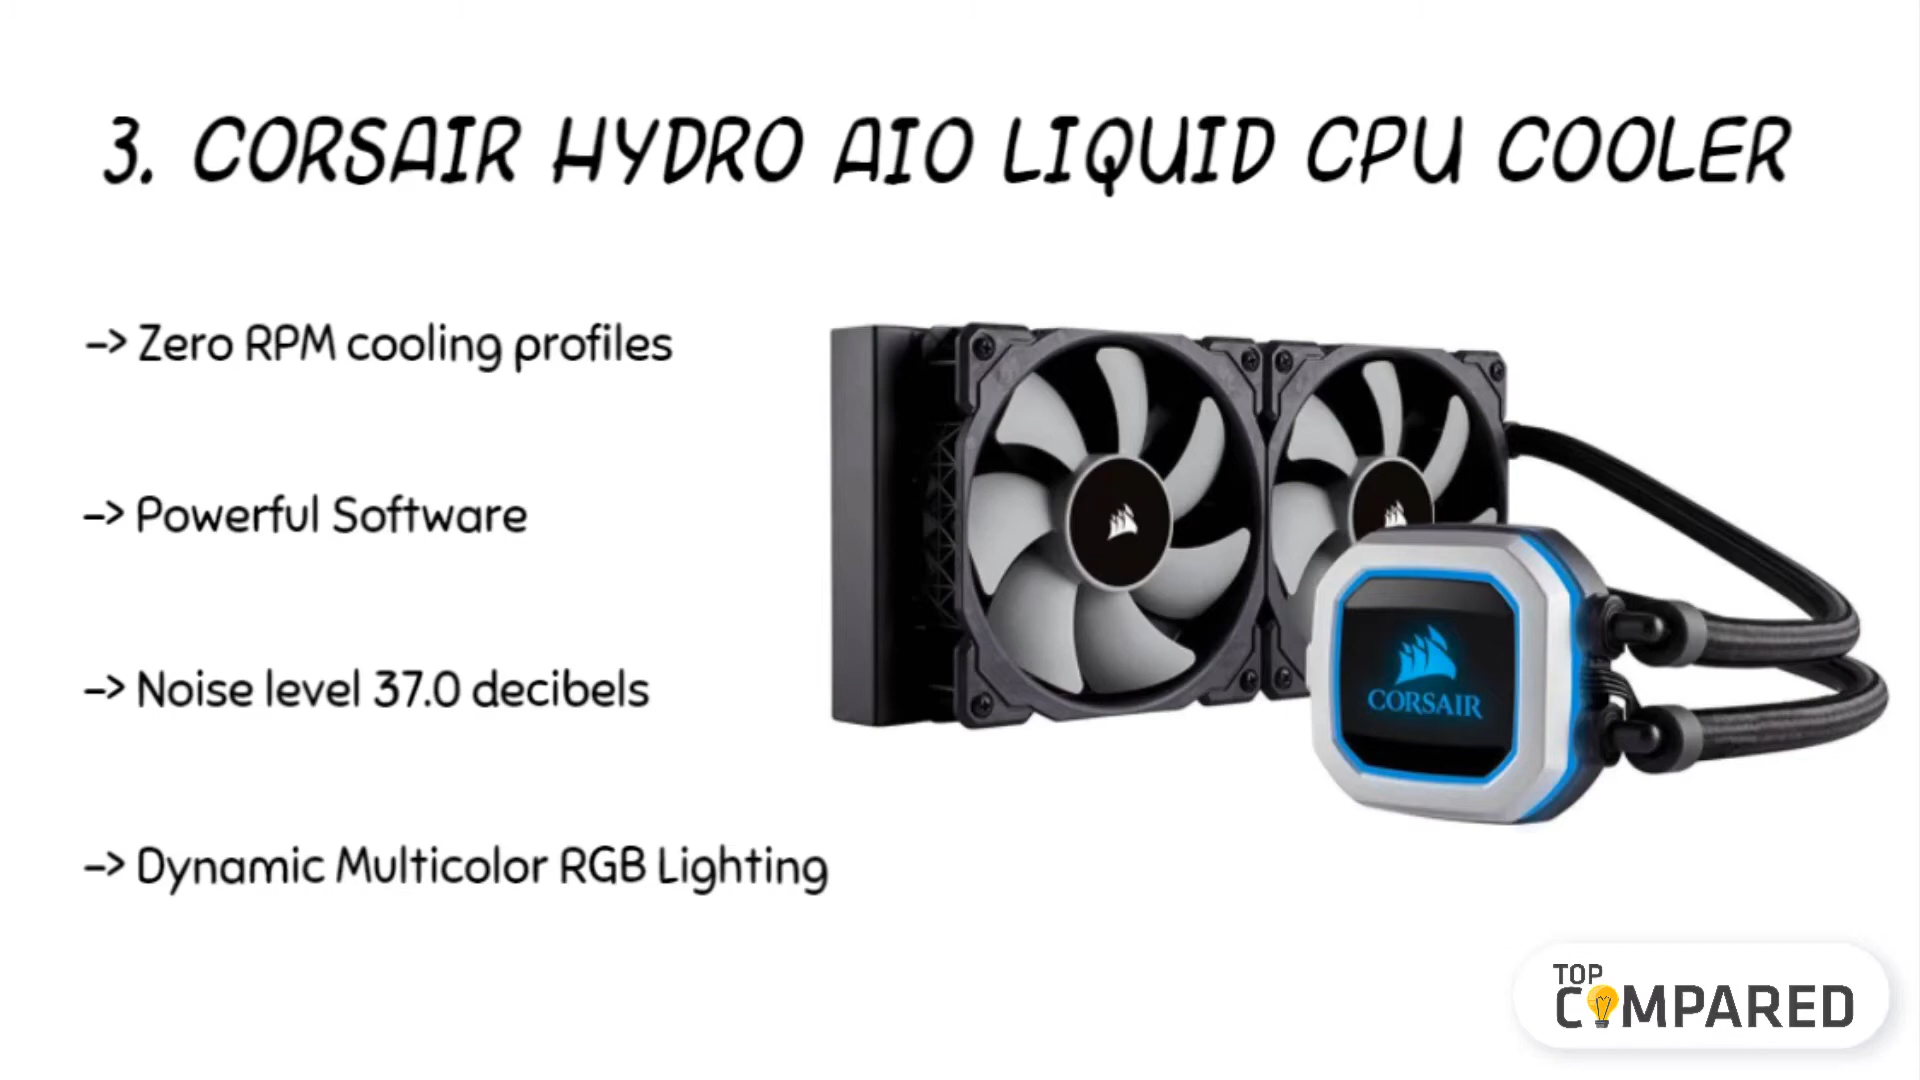 3. CORSAIR HYDRO AIO LIQUID CPU COOLER
-> Zero RPM cooling profiles
-> Powerful Software
-> Noise level 37.0 decibels
-> Dynamic Multicolor RGB Lighting
CORSAIR
TOP
COMPARED